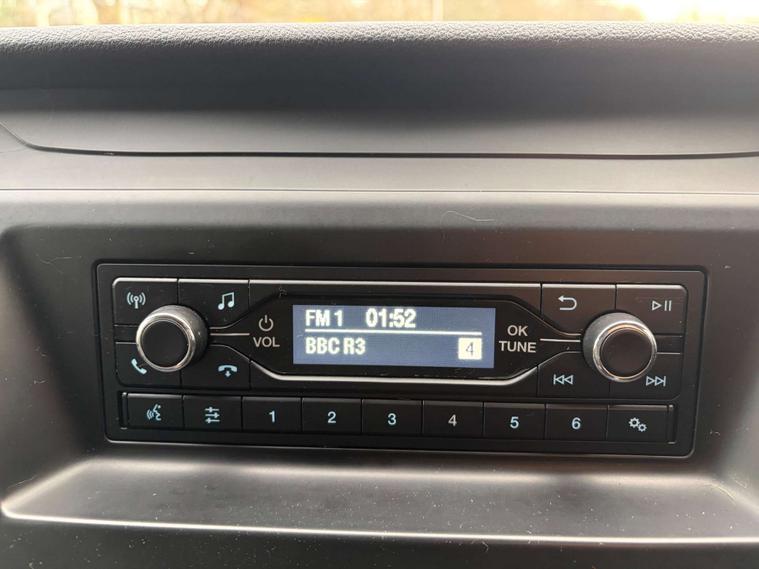 FM 1 01:52
BBC R3 4
VOL
OK
TUNE
1 2 3 4 5 6